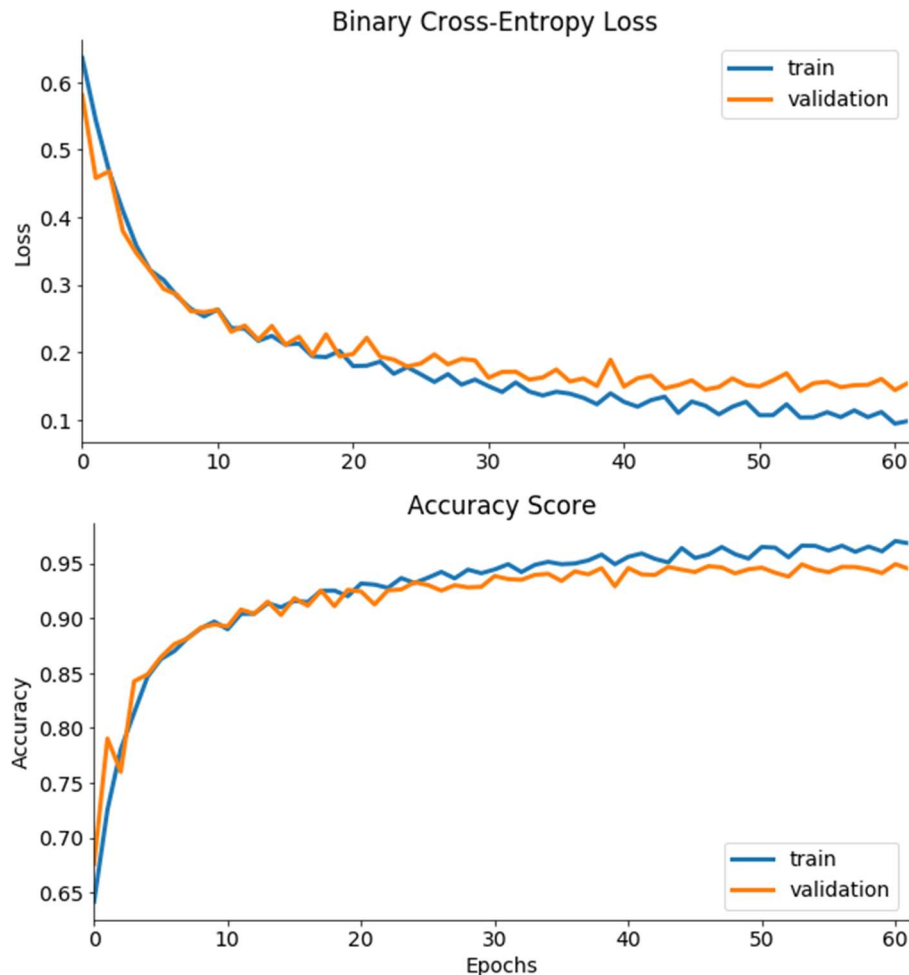 Binary Cross-Entropy Loss
train
validation
0.6
0.5
0.4
0.3
0.2
0.1
Loss
0 10 20 30 40 50 60
Accuracy Score
0.95
0.90
0.85
0.80
0.75
0.70
0.65
Accuracy
train
validation
0 10 20 30 40 50 60
Epochs